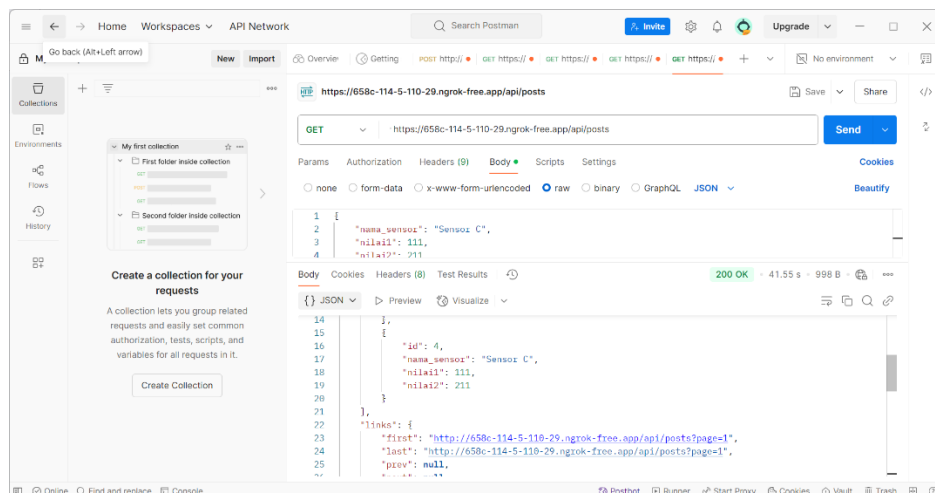 Home Workspaces API Network Search Postman Invite Upgrade
Go back (Alt+Left arrow)
New Import Overview Getting POST http:// GET https:// GET https:// GET https:// GET https:// No environment
Collections
Environments
Flows
History
My first collection
First folder inside collection
GET
POST
GET
Second folder inside collection
GET
GET
Create a collection for your
requests
A collection lets you group related
requests and easily set common
authorization, tests, scripts, and
variables for all requests in it.
Create Collection
HTTP https://658c-114-5-110-29.ngrok-free.app/api/posts Save Share
GET https://658c-114-5-110-29.ngrok-free.app/api/posts Send
Params Authorization Headers (9) Body Scripts Settings Cookies
none form-data x-www-form-urlencoded raw binary GraphQL JSON Beautify
1 {
2 "nama_sensor": "Sensor C",
3 "nilai1": 111,
4 "nilai2": 211
Body Cookies Headers (8) Test Results 200 OK 41.55 s 998 B
{} JSON Preview Visualize
14 },
15 {
16 "id": 4,
17 "nama_sensor": "Sensor C",
18 "nilai1": 111,
19 "nilai2": 211
20 }
21 ],
22 "links": {
23 "first": "http://658c-114-5-110-29.ngrok-free.app/api/posts?page=1",
24 "last": "http://658c-114-5-110-29.ngrok-free.app/api/posts?page=1",
25 "prev": null,
Online Find and replace Console Postbot Runner Start Proxy Cookies Vault Trash